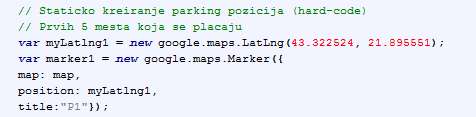 // Staticko kreiranje parking pozicija (hard-code)
// Prvih 5 mesta koja se placaju
var myLatlng1 = new google.maps.LatLng(43.322524, 21.895551);
var marker1 = new google.maps.Marker({
map: map,
position: myLatlng1,
title:"P1"});